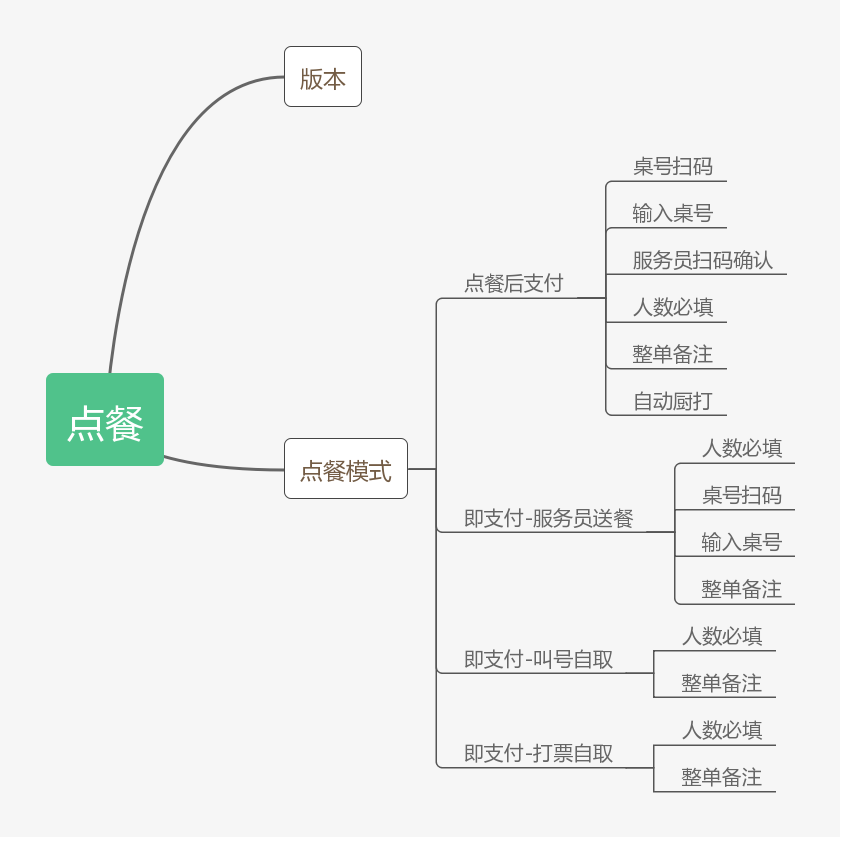 版本
桌号扫码
输入桌号
服务员扫码确认
点餐后支付
人数必填
整单备注
自动厨打
点餐
人数必填
点餐模式
桌号扫码
即支付-服务员送餐
输入桌号
整单备注
人数必填
即支付-叫号自取
整单备注
人数必填
即支付-打票自取
整单备注